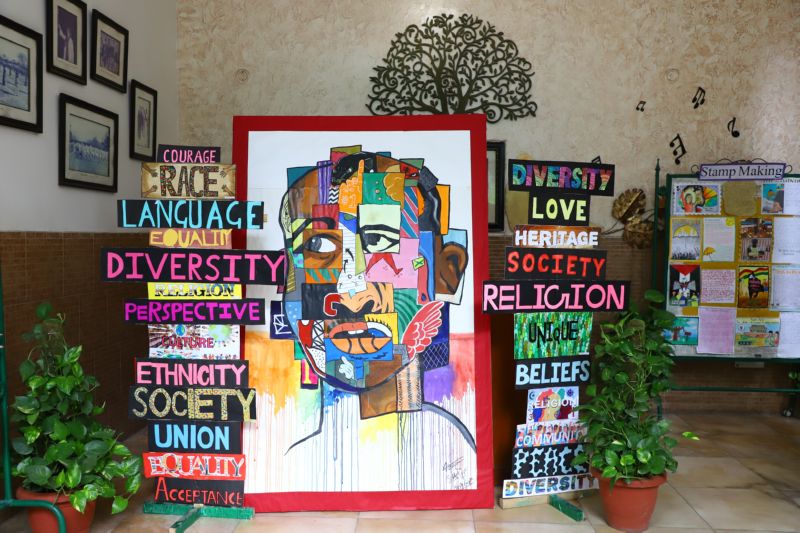 COURAGE
RACE
LANGUAGE
EQUALITY
DIVERSITY
RELIGION
PERSPECTIVE
CULTURE
ETHNICITY
SOCIETY
UNION
EQUALITY
ACCEPTANCE
DIVERSITY
LOVE
HERITAGE
SOCIETY
RELIGION
UNIQUE
BELIEFS
RELIGION
COMMUNITY
DIVERSITY
Stamp Making